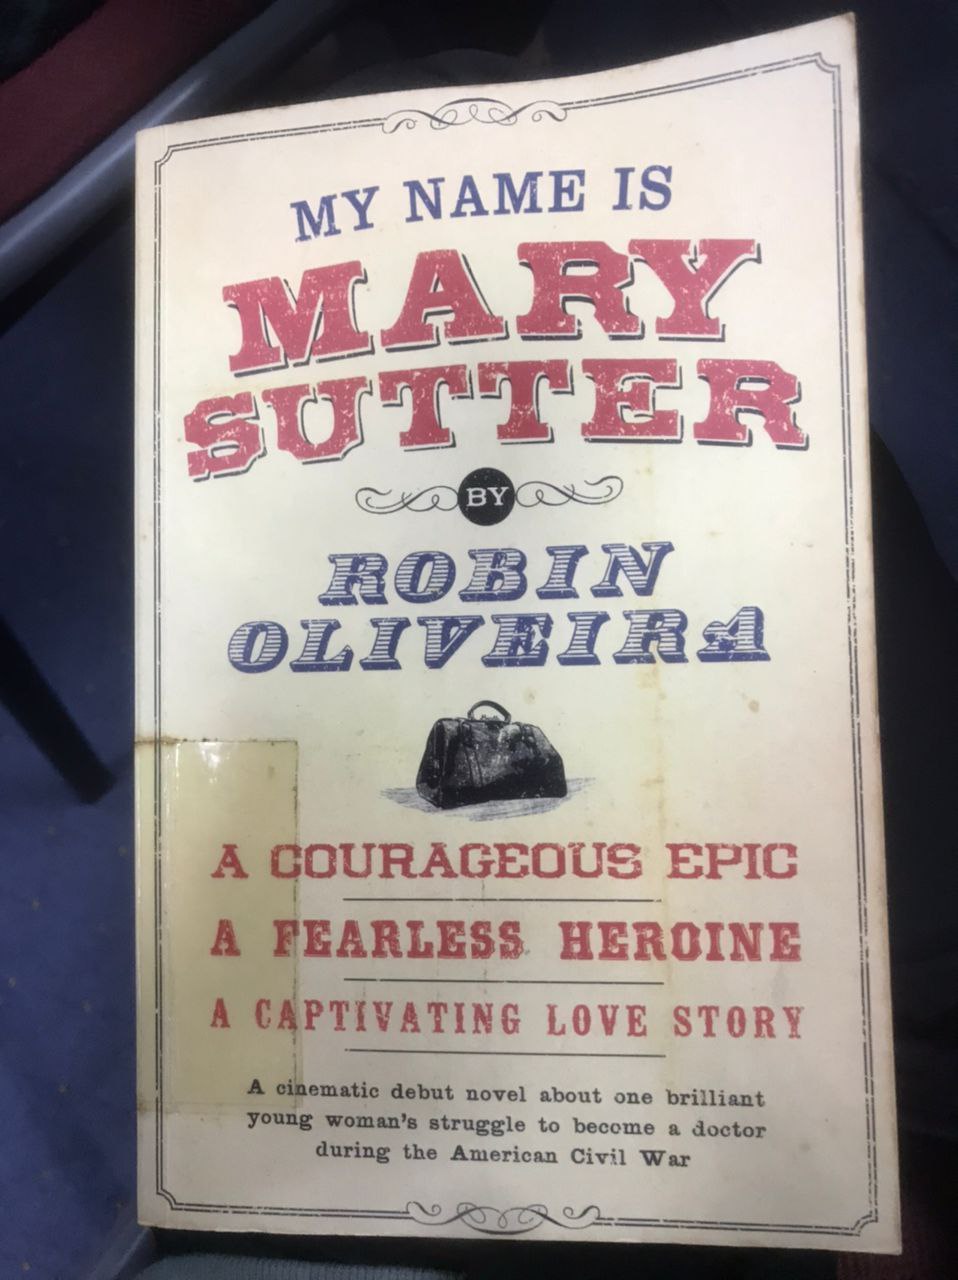 MY NAME IS
MARY
SUTTER
BY
ROBIN
OLIVEIRA
A COURAGEOUS EPIC
A FEARLESS HEROINE
A CAPTIVATING LOVE STORY
A cinematic debut novel about one brilliant
young woman's struggle to become a doctor
during the American Civil War